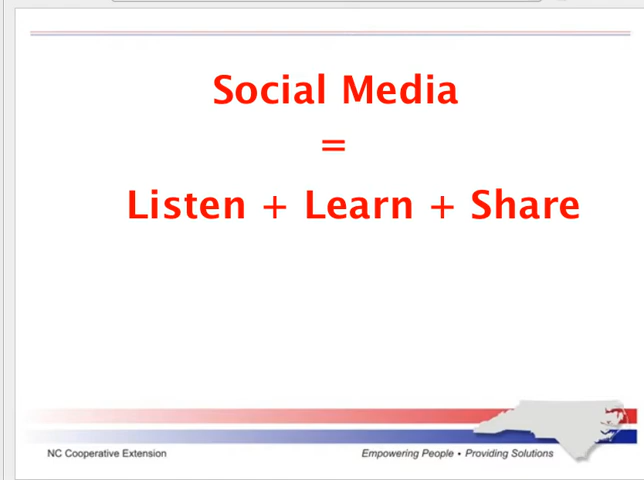 Social Media
=
Listen + Learn + Share
NC Cooperative Extension
Empowering People • Providing Solutions